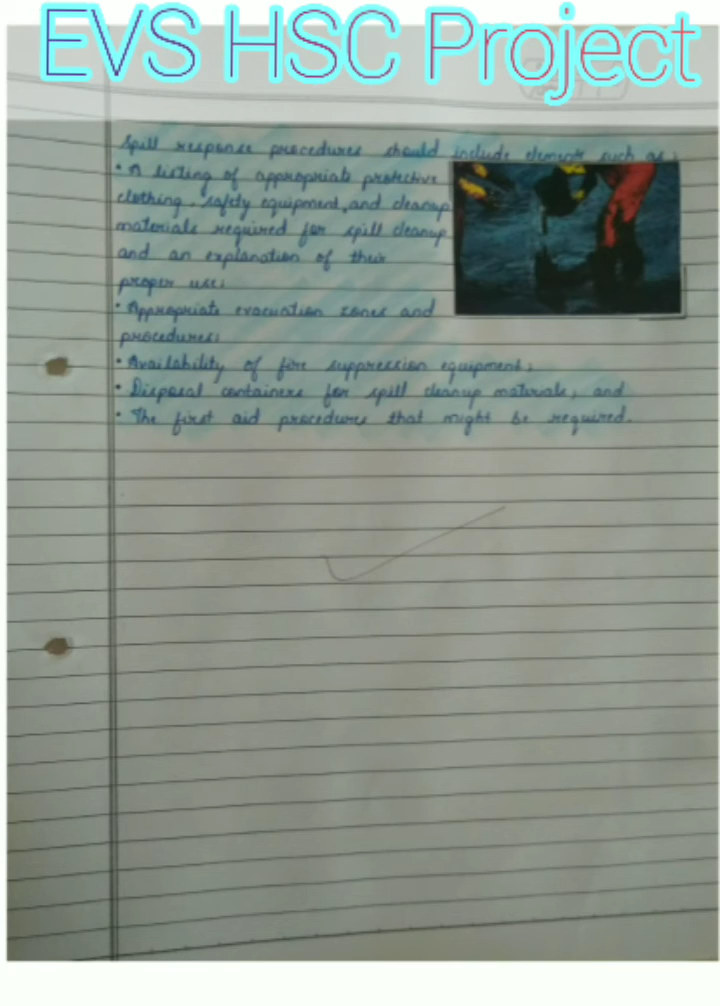 EVS HSC Project
Spill response procedures should include elements such as:
• A listing of appropriate protective
clothing, safety equipment, and cleanup
materials required for spill cleanup
and an explanation of their
proper use;
• Appropriate evacuation zones and
procedures;
• Availability of fire suppression equipment;
• Disposal containers for spill cleanup materials; and
• The first aid procedures that might be required.